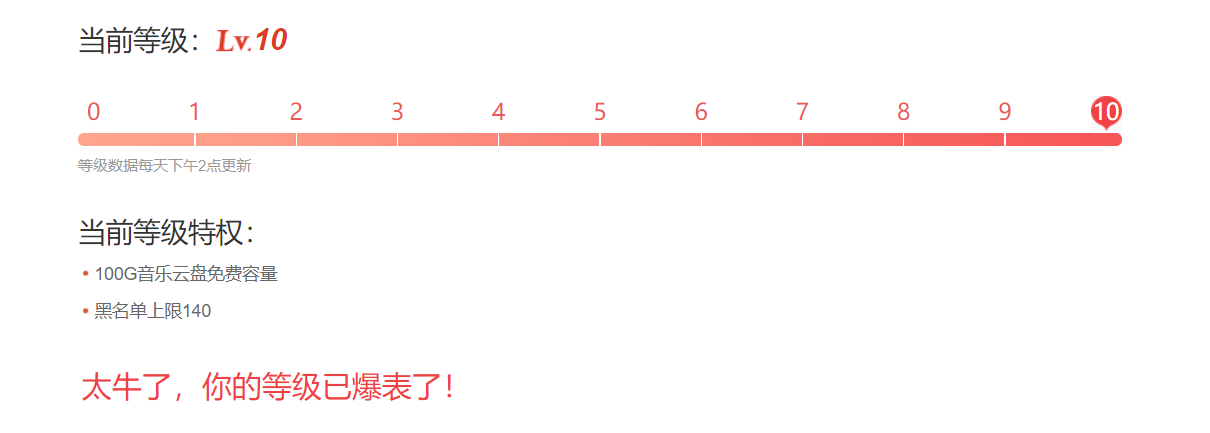 当前等级：Lv.10
0 1 2 3 4 5 6 7 8 9 10
等级数据每天下午2点更新
当前等级特权：
• 100G音乐云盘免费容量
• 黑名单上限140
太牛了，你的等级已爆表了！